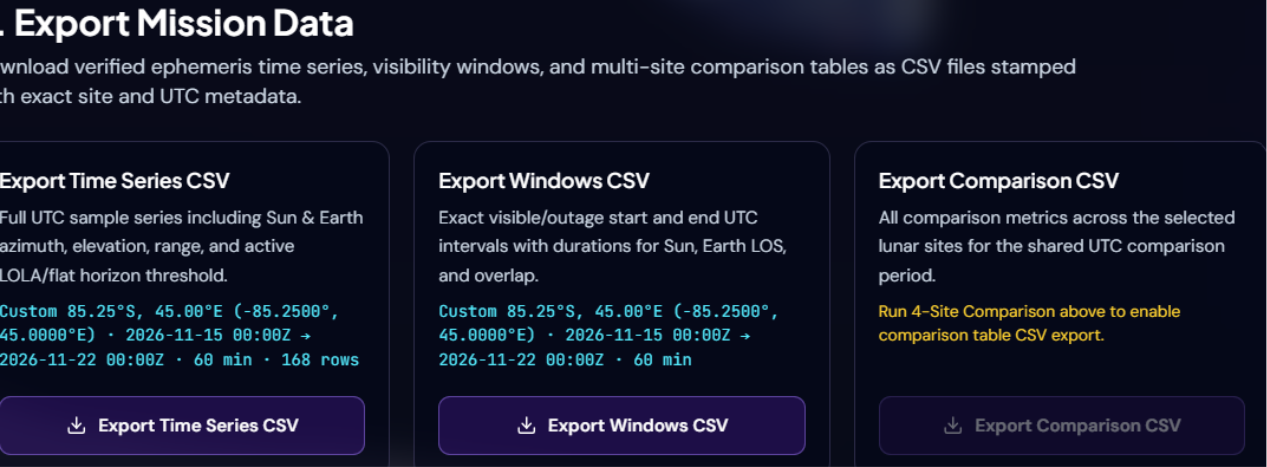 . Export Mission Data
wnload verified ephemeris time series, visibility windows, and multi-site comparison tables as CSV files stamped
th exact site and UTC metadata.
Export Time Series CSV
Full UTC sample series including Sun & Earth
azimuth, elevation, range, and active
LOLA/flat horizon threshold.
Custom 85.25°S, 45.00°E (-85.2500°,
45.0000°E) · 2026-11-15 00:00Z →
2026-11-22 00:00Z · 60 min · 168 rows
Export Time Series CSV
Export Windows CSV
Exact visible/outage start and end UTC
intervals with durations for Sun, Earth LOS,
and overlap.
Custom 85.25°S, 45.00°E (-85.2500°,
45.0000°E) · 2026-11-15 00:00Z →
2026-11-22 00:00Z · 60 min
Export Windows CSV
Export Comparison CSV
All comparison metrics across the selected
lunar sites for the shared UTC comparison
period.
Run 4-Site Comparison above to enable
comparison table CSV export.
Export Comparison CSV